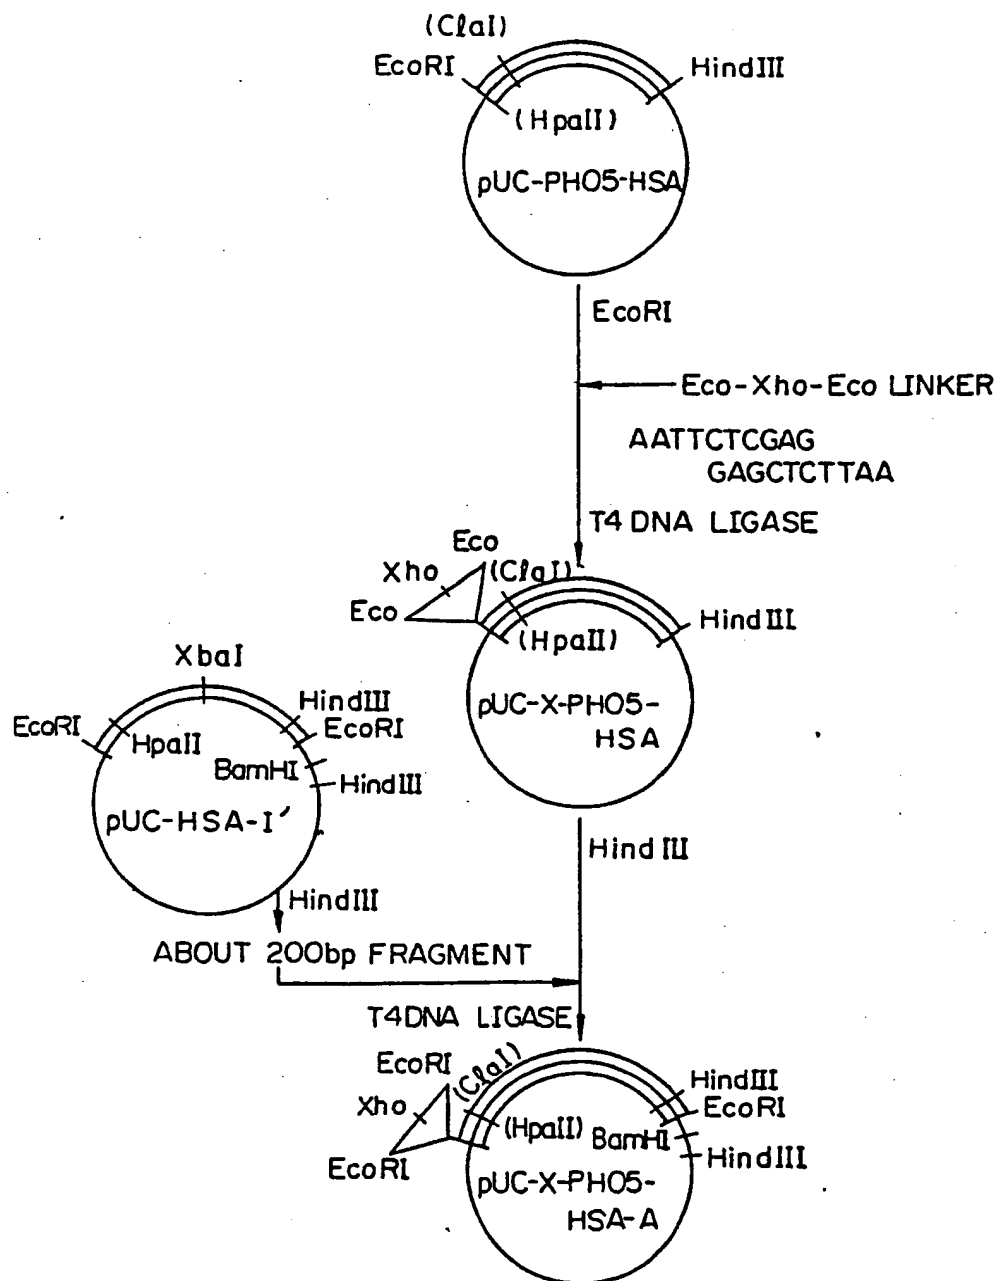 (ClaI)
EcoRI
HindIII
(HpaII)
pUC-PHO5-HSA
EcoRI
Eco-Xho-Eco LINKER
AATTCTCGAG
GAGCTCTTAA
T4 DNA LIGASE
Eco
(ClaI)
Xho
Eco
HindIII
(HpaII)
pUC-X-PHO5-
HSA
XbaI
HindIII
EcoRI
EcoRI
HpaII
BamHI
HindIII
pUC-HSA-I'
HindIII
HindIII
ABOUT 200bp FRAGMENT
T4DNA LIGASE
EcoRI
(ClaI)
Xho
HindIII
EcoRI
(HpaII)
BamHI
EcoRI
HindIII
pUC-X-PHO5-
HSA-A